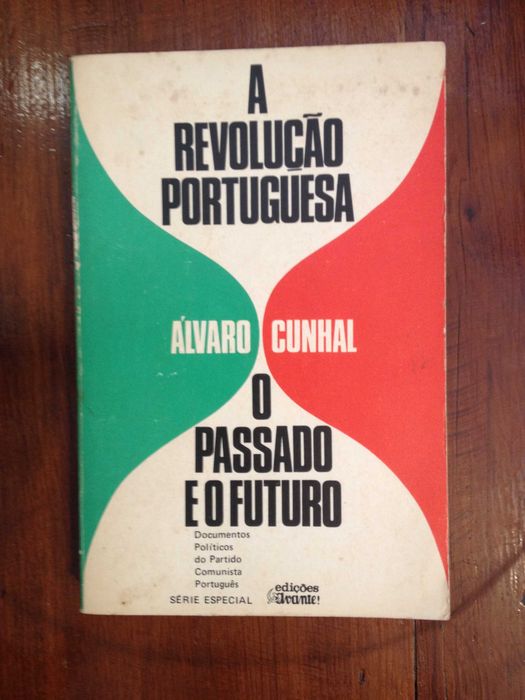 A
REVOLUÇÃO
PORTUGUESA
ÁLVARO CUNHAL
O
PASSADO
E O FUTURO
Documentos
Políticos
do Partido
Comunista
Português
SÉRIE ESPECIAL
edições
Avante!